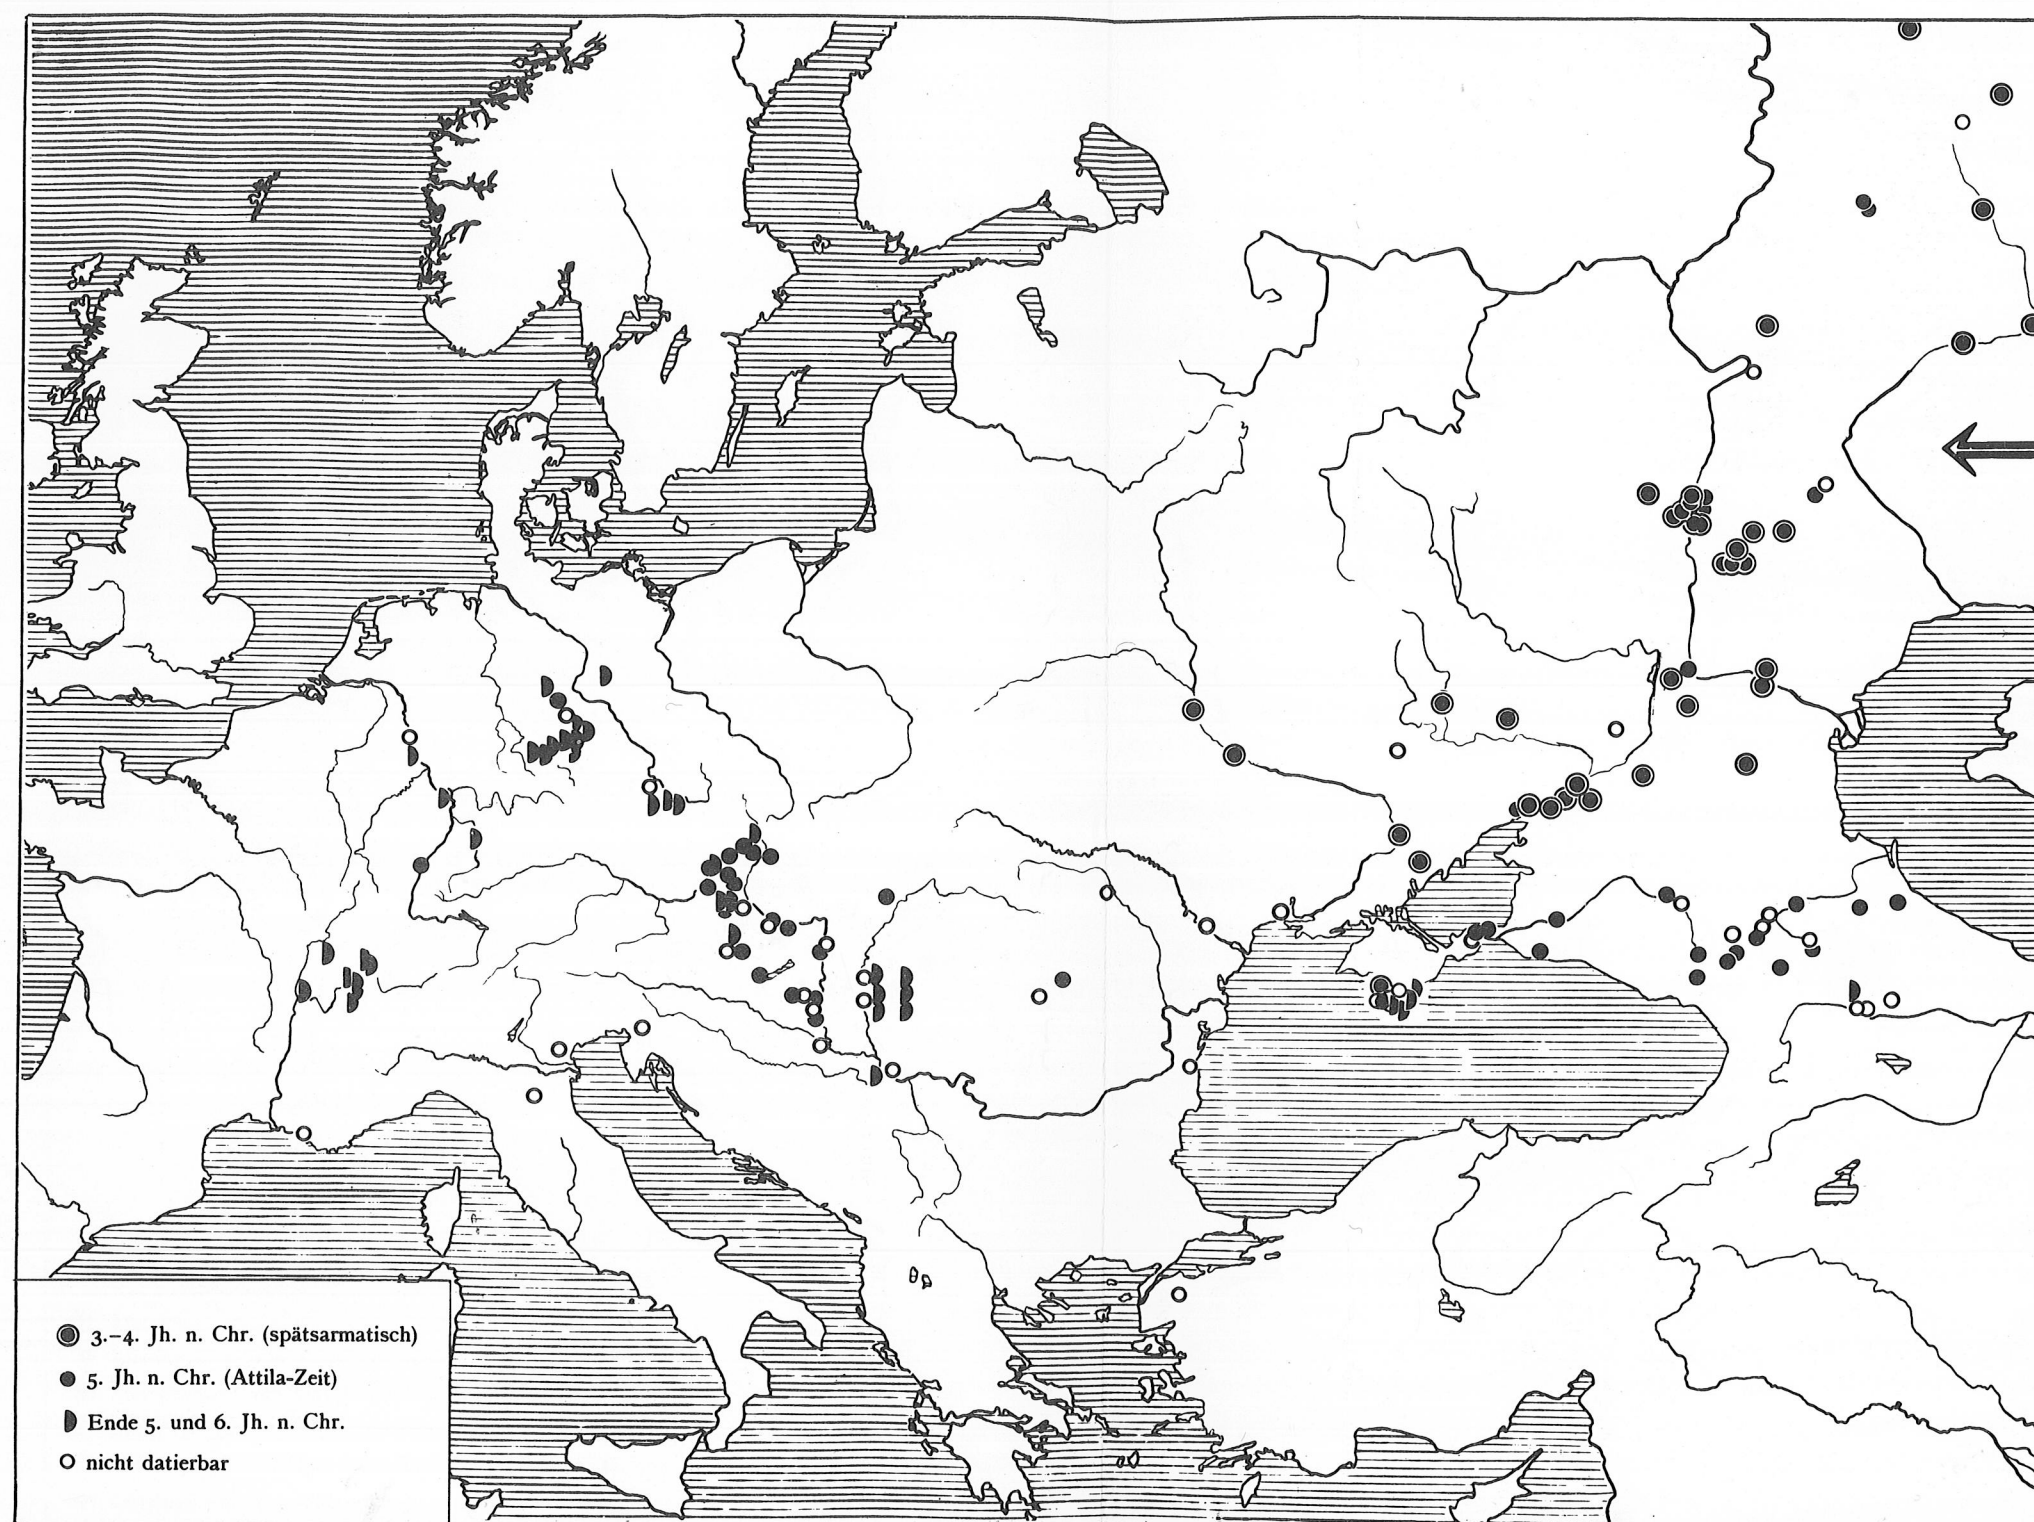 3.–4. Jh. n. Chr. (spätsarmatisch)
5. Jh. n. Chr. (Attila-Zeit)
Ende 5. und 6. Jh. n. Chr.
nicht datierbar